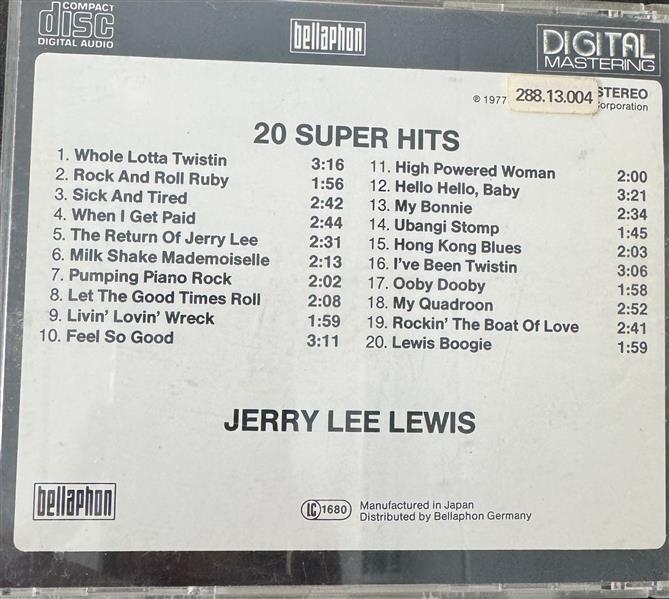 COMPACT
disc
DIGITAL AUDIO
bellaphon
DIGITAL
MASTERING
STEREO
℗ 1977 288.13.004 Corporation
20 SUPER HITS
1. Whole Lotta Twistin 3:16
2. Rock And Roll Ruby 1:56
3. Sick And Tired 2:42
4. When I Get Paid 2:44
5. The Return Of Jerry Lee 2:31
6. Milk Shake Mademoiselle 2:13
7. Pumping Piano Rock 2:02
8. Let The Good Times Roll 2:08
9. Livin' Lovin' Wreck 1:59
10. Feel So Good 3:11
11. High Powered Woman 2:00
12. Hello Hello, Baby 3:21
13. My Bonnie 2:34
14. Ubangi Stomp 1:45
15. Hong Kong Blues 2:03
16. I've Been Twistin 3:06
17. Ooby Dooby 1:58
18. My Quadroon 2:52
19. Rockin' The Boat Of Love 2:41
20. Lewis Boogie 1:59
JERRY LEE LEWIS
bellaphon
LC 1680
Manufactured in Japan
Distributed by Bellaphon Germany